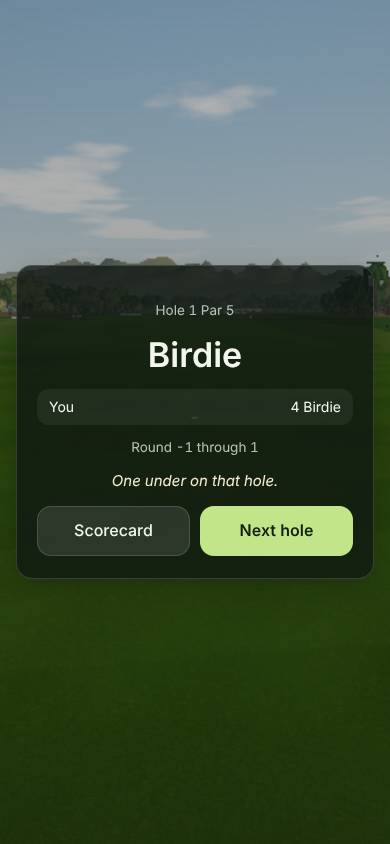 Hole 1 Par 5
Birdie
You 4 Birdie
Round -1 through 1
One under on that hole.
Scorecard Next hole